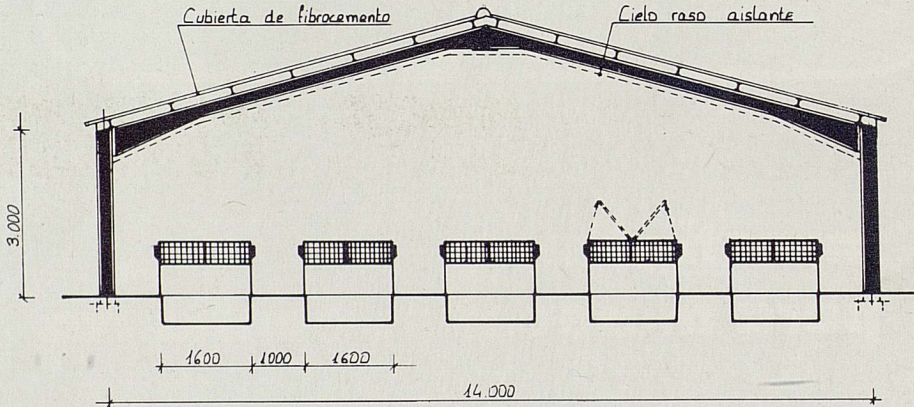 Cubierta de fibrocemento
Cielo raso aislante
3.000
1600
1000
1600
14.000